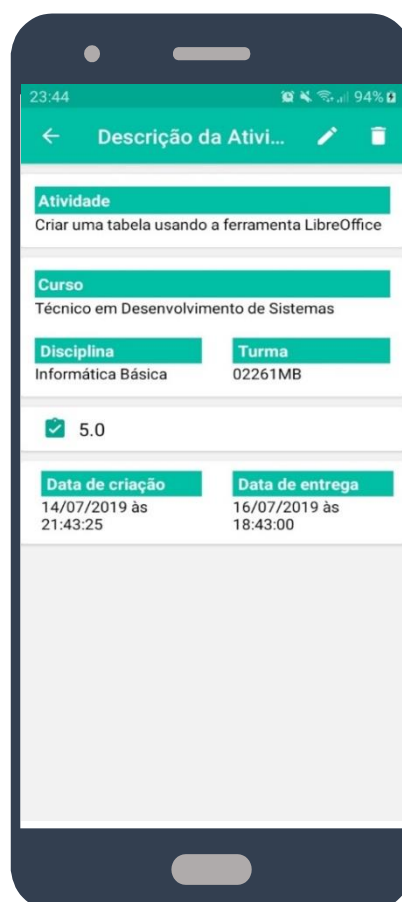 23:44 94%
Descrição da Ativi...
Atividade
Criar uma tabela usando a ferramenta LibreOffice
Curso
Técnico em Desenvolvimento de Sistemas
Disciplina Turma
Informática Básica 02261MB
5.0
Data de criação Data de entrega
14/07/2019 às 16/07/2019 às
21:43:25 18:43:00